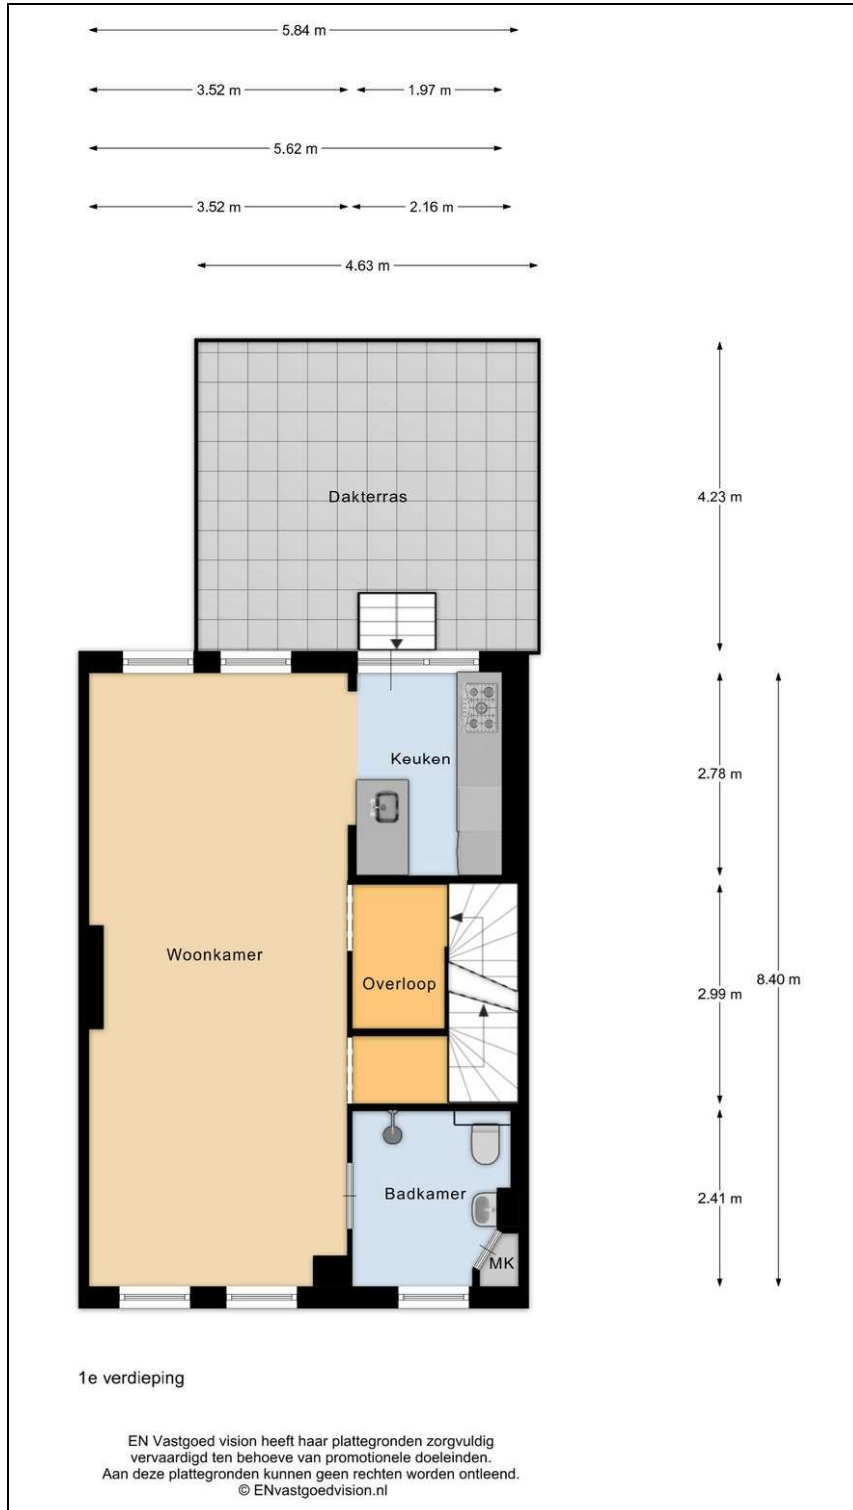 5.84 m
3.52 m
1.97 m
5.62 m
3.52 m
2.16 m
4.63 m
Dakterras
4.23 m
Keuken
2.78 m
Woonkamer
Overloop
2.99 m
8.40 m
Badkamer
2.41 m
MK
1e verdieping
EN Vastgoed vision heeft haar plattegronden zorgvuldig
vervaardigd ten behoeve van promotionele doeleinden.
Aan deze plattegronden kunnen geen rechten worden ontleend.
© ENvastgoedvision.nl